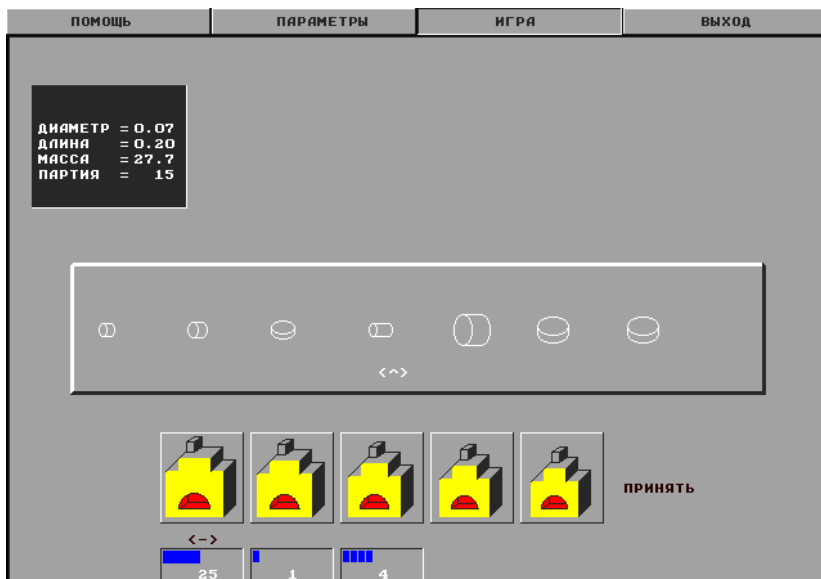 ПОМОЩЬ ПАРАМЕТРЫ ИГРА ВЫХОД
ДИАМЕТР = 0.07
ДЛИНА = 0.20
МАССА = 27.7
ПАРТИЯ = 15
<^>
ПРИНЯТЬ
<->
25 1 4